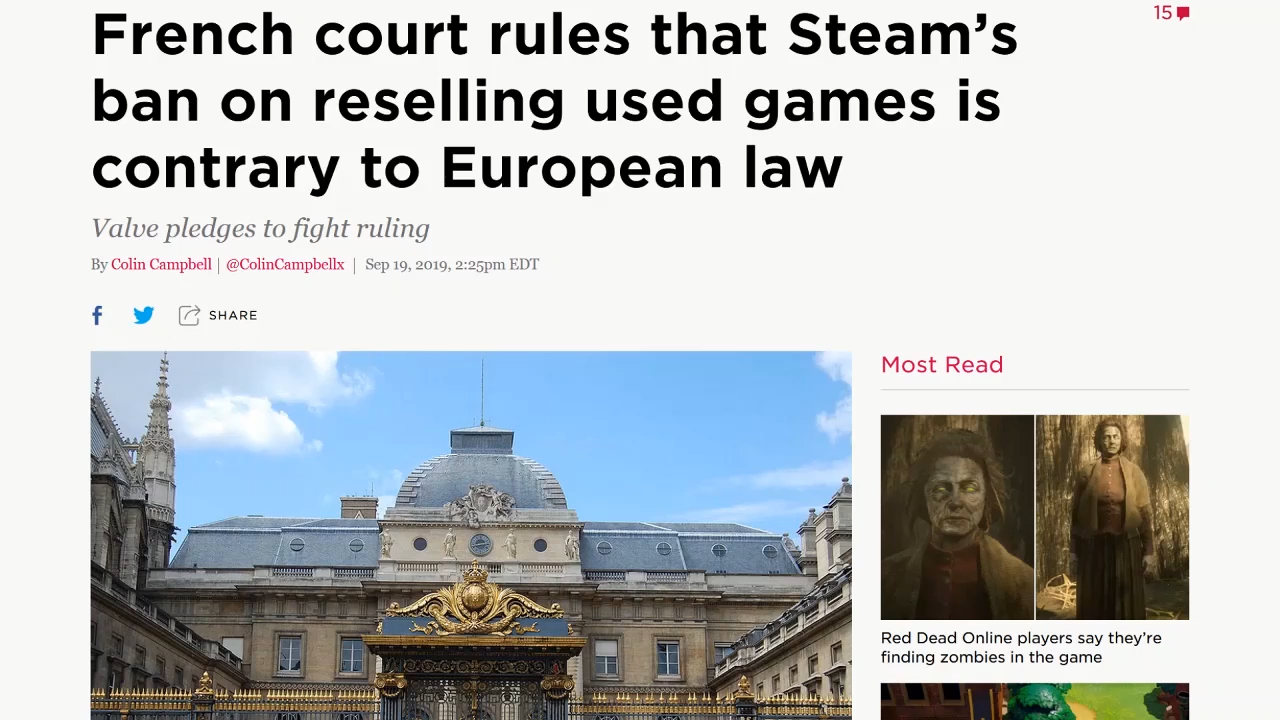 15
French court rules that Steam’s
ban on reselling used games is
contrary to European law
Valve pledges to fight ruling
By Colin Campbell | @ColinCampbellx | Sep 19, 2019, 2:25pm EDT
SHARE
Most Read
Red Dead Online players say they’re
finding zombies in the game